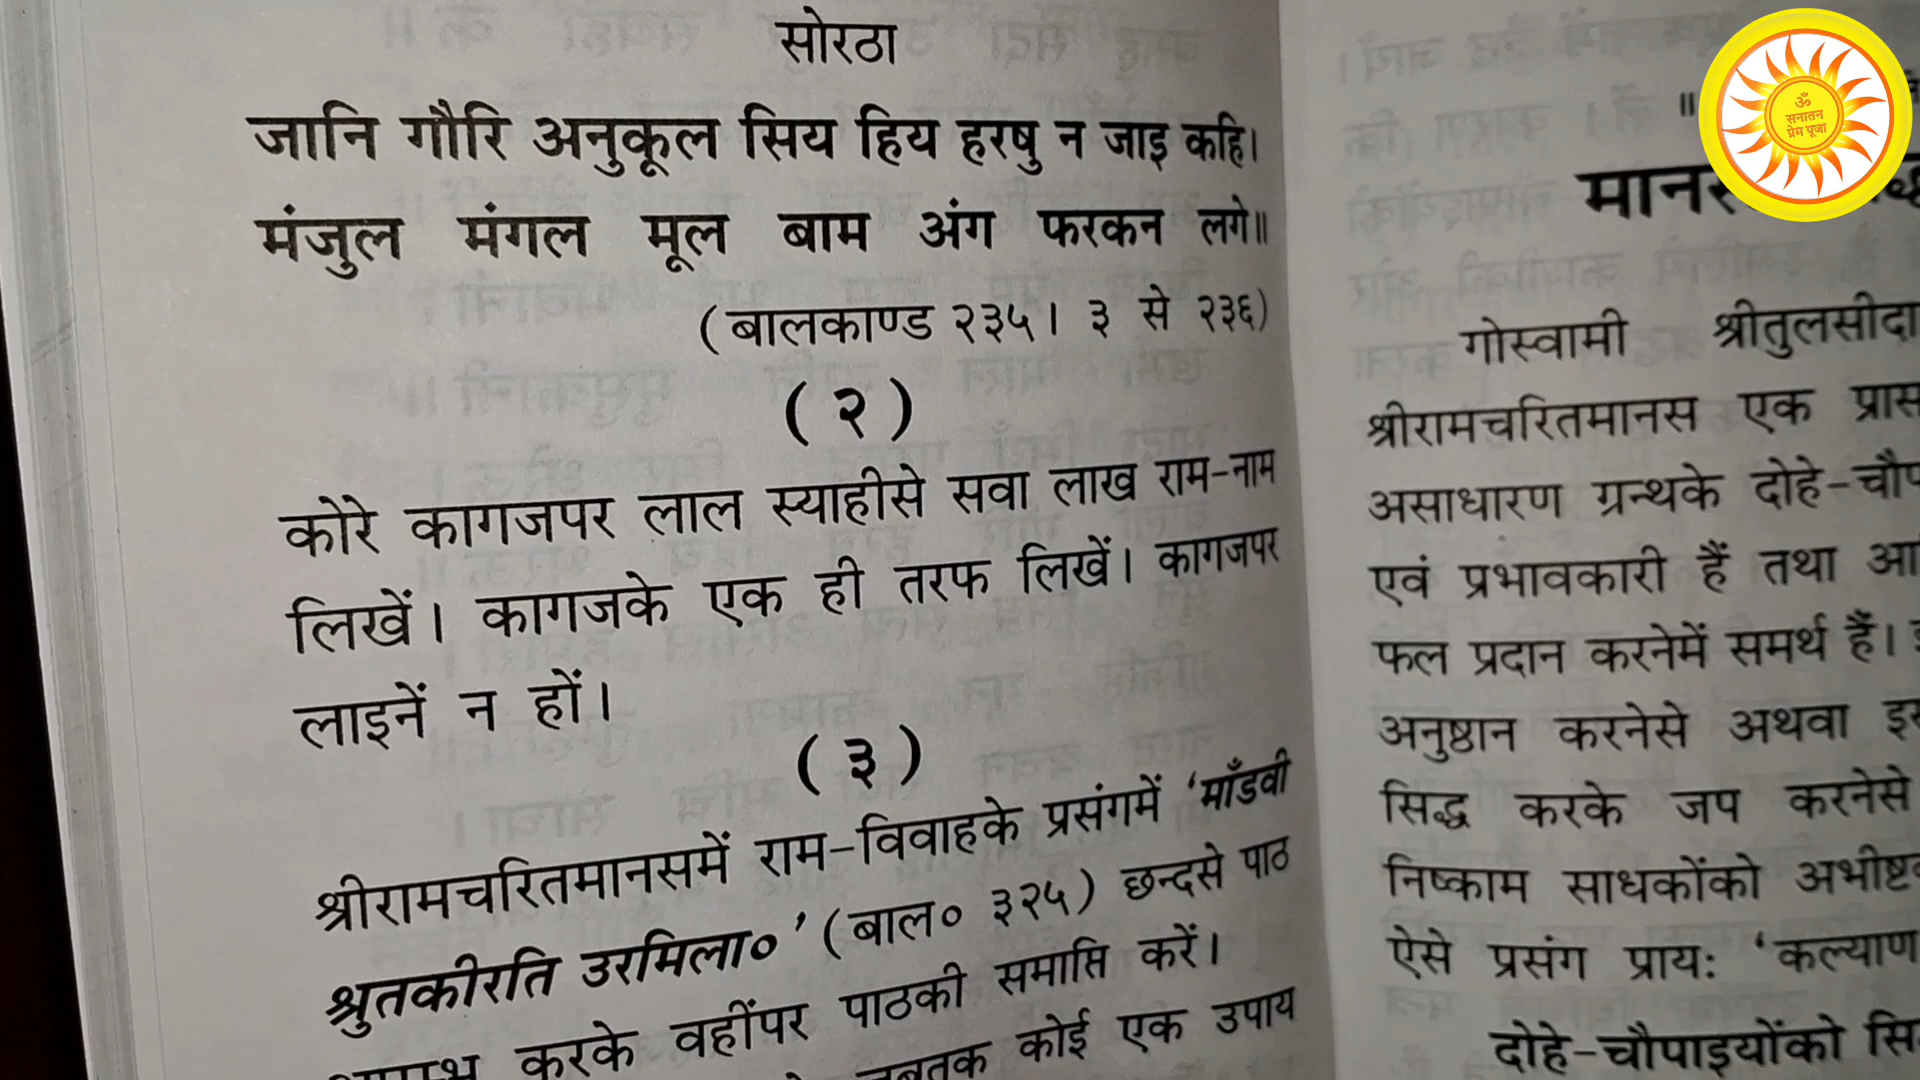 सोरठा
जानि गौरि अनुकूल सिय हिय हरषु न जाइ कहि।
मंजुल मंगल मूल बाम अंग फरकन लगे॥
(बालकाण्ड २३५। ३ से २३६)
(२)
कोरे कागजपर लाल स्याहीसे सवा लाख राम-नाम
लिखें। कागजके एक ही तरफ लिखें। कागजपर
लाइनें न हों।
(३)
श्रीरामचरितमानसमें राम-विवाहके प्रसंगमें 'माँडवी
श्रुतकीरति उरमिला०' (बाल० ३२५) छन्दसे पाठ
करके वहींपर पाठकी समाप्ति करें।
कोई एक उपाय
॥
गोस्वामी
श्रीरामचरितमानस एक
असाधारण ग्रन्थके
एवं प्रभावकारी हैं तथा
फल प्रदान करनेमें समर्थ हैं।
अनुष्ठान करनेसे अथवा
सिद्ध करके जप करनेसे
निष्काम साधकोंको
ऐसे प्रसंग प्रायः 'कल्याण
दोहे-चौपाइयोंको
ॐ
सनातन
प्रेम पूजा